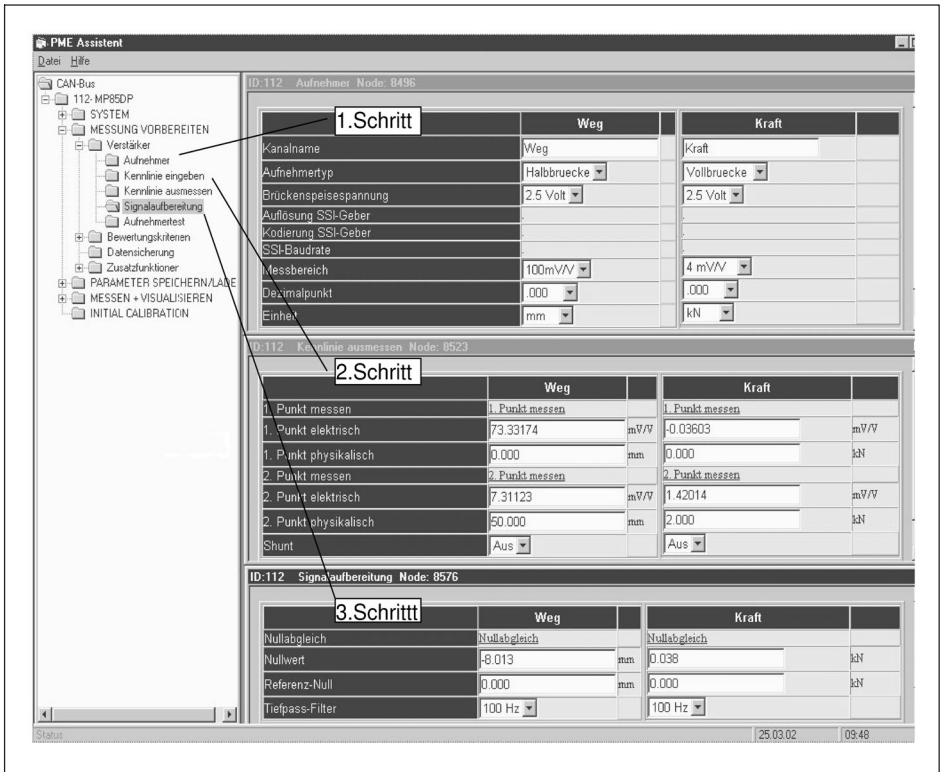 PME Assistent
Datei Hilfe
CAN-Bus
112- MP85DP
SYSTEM
MESSUNG VORBEREITEN
Verstärker
Aufnehmer
Kennlinie eingeben
Kennlinie ausmessen
Signalaufbereitung
Aufnehmertest
Bewertungskriterien
Datensicherung
Zusatzfunktioner
PARAMETER SPEICHERN/LADE
MESSEN + VISUALISIEREN
INITIAL CALIBRATION
1.Schritt
2.Schritt
3.Schrittt
ID:112 Aufnehmer Node: 8496
Weg Kraft
Kanalname Weg Kraft
Aufnehmertyp Halbbruecke Vollbruecke
Brückenspeisespannung 2.5 Volt 2.5 Volt
Auflösung SSI-Geber . .
Kodierung SSI-Geber . .
SSI-Baudrate . .
Messbereich 100mV/V 4 mV/V
Dezimalpunkt .000 .000
Einheit mm kN
ID:112 Kennlinie ausmessen Node: 8523
Weg Kraft
1. Punkt messen 1. Punkt messen 1. Punkt messen
1. Punkt elektrisch 73.33174 mV/V -0.03603 mV/V
1. Punkt physikalisch 0.000 mm 0.000 kN
2. Punkt messen 2. Punkt messen 2. Punkt messen
2. Punkt elektrisch 7.31123 mV/V 1.42014 mV/V
2. Punkt physikalisch 50.000 mm 2.000 kN
Shunt Aus Aus
ID:112 Signalaufbereitung Node: 8576
Weg Kraft
Nullabgleich Nullabgleich Nullabgleich
Nullwert -8.013 mm 0.038 kN
Referenz-Null 0.000 mm 0.000 kN
Tiefpass-Filter 100 Hz 100 Hz
Status 25.03.02 09:48